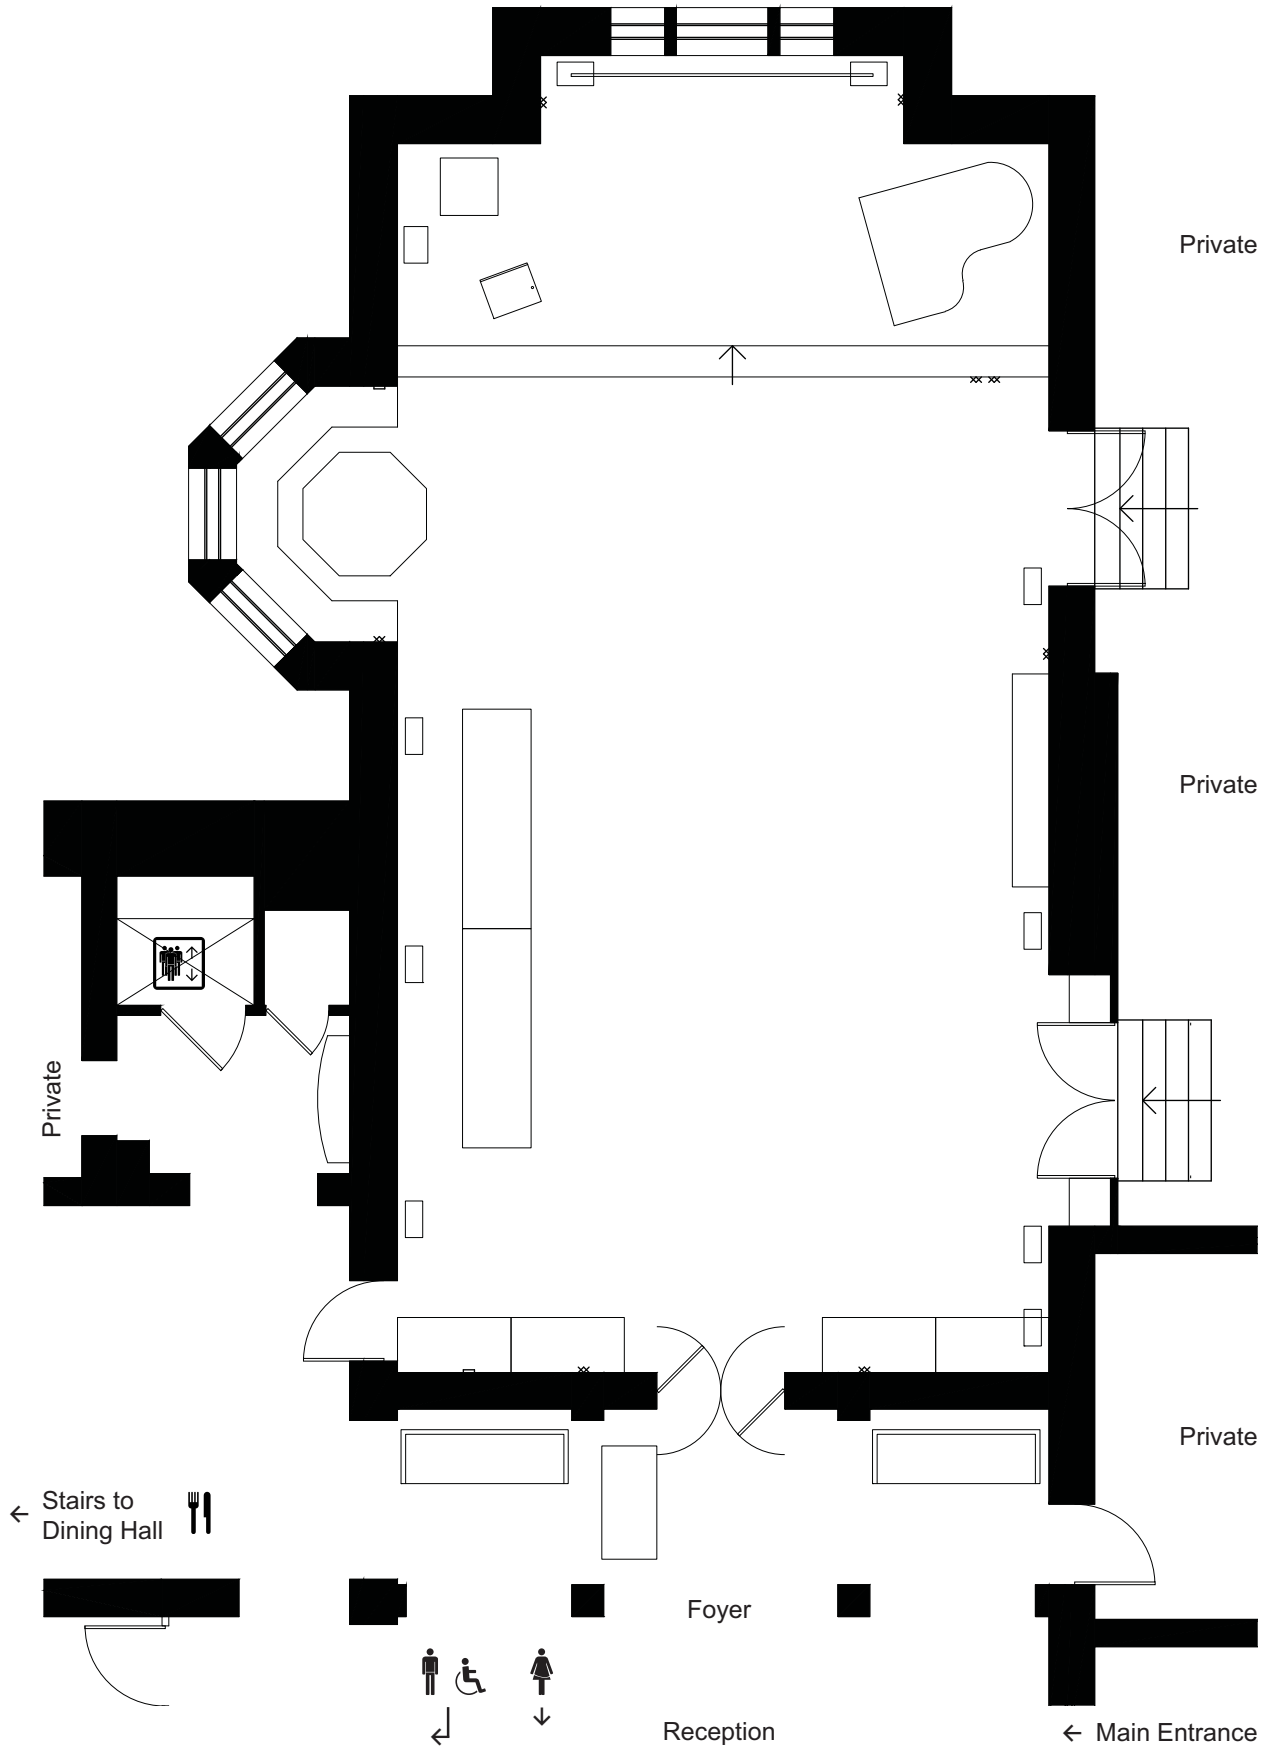 Private
Private
Private
Private
Stairs to
Dining Hall
Foyer
Reception
Main Entrance